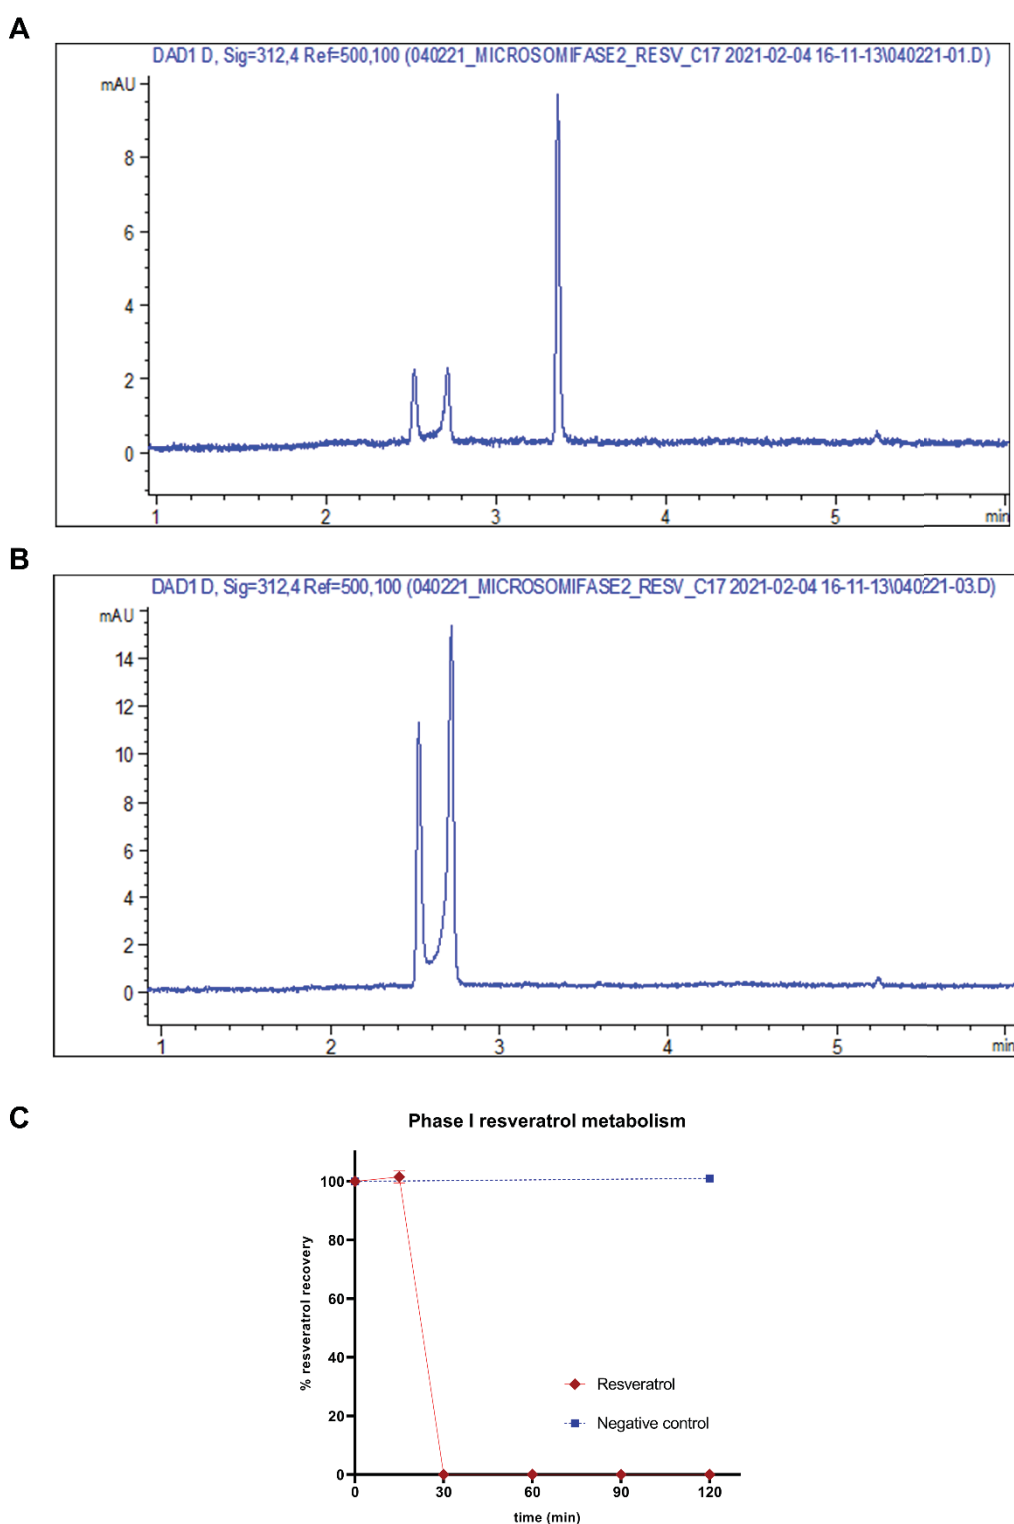 A
DAD1 D, Sig=312,4 Ref=500,100 (040221_MICROSOMIFASE2_RESV_C17 2021-02-04 16-11-13\040221-01.D)
mAU
8
6
4
2
0
1 2 3 4 5 min
B
DAD1 D, Sig=312,4 Ref=500,100 (040221_MICROSOMIFASE2_RESV_C17 2021-02-04 16-11-13\040221-03.D)
mAU
14
12
10
8
6
4
2
0
1 2 3 4 5 min
C
Phase I resveratrol metabolism
% resveratrol recovery
100
80
60
40
20
0
Resveratrol
Negative control
0 30 60 90 120
time (min)